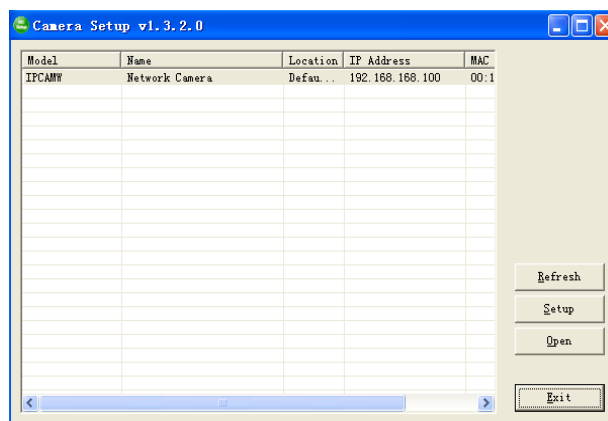 Camera Setup v1.3.2.0
Model Name Location IP Address MAC
IPCAMW Network Camera Defau... 192.168.168.100 00:1
Refresh
Setup
Open
Exit